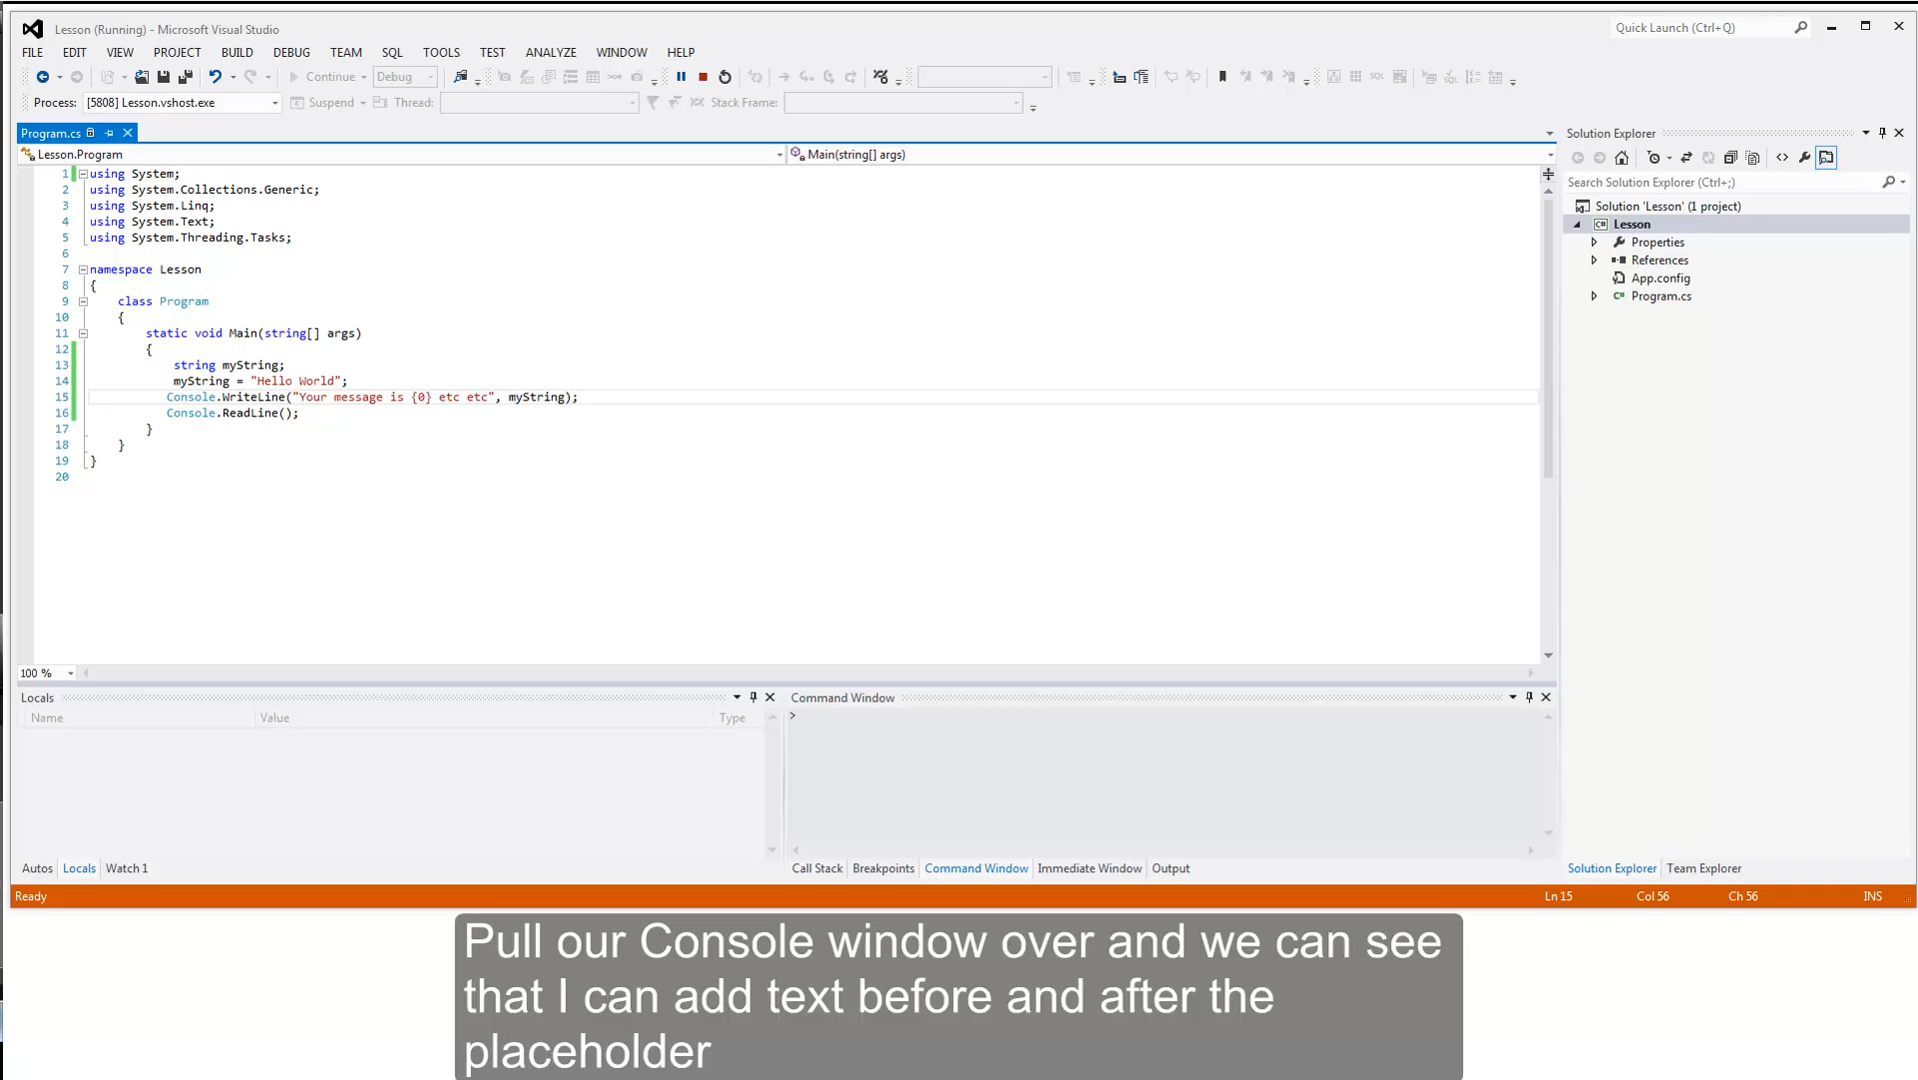 Lesson (Running) - Microsoft Visual Studio
Quick Launch (Ctrl+Q)
FILE EDIT VIEW PROJECT BUILD DEBUG TEAM SQL TOOLS TEST ANALYZE WINDOW HELP
Continue Debug
Process: [5808] Lesson.vshost.exe Suspend Thread: Stack Frame:
Program.cs
Lesson.Program Main(string[] args)
1 using System;
2 using System.Collections.Generic;
3 using System.Linq;
4 using System.Text;
5 using System.Threading.Tasks;
6
7 namespace Lesson
8 {
9 class Program
10 {
11 static void Main(string[] args)
12 {
13 string myString;
14 myString = "Hello World";
15 Console.WriteLine("Your message is {0} etc etc", myString);
16 Console.ReadLine();
17 }
18 }
19 }
20
100 %
Solution Explorer
Search Solution Explorer (Ctrl+;)
Solution 'Lesson' (1 project)
C# Lesson
Properties
References
App.config
C# Program.cs
Locals
Name Value Type
Command Window
>
Autos Locals Watch 1
Call Stack Breakpoints Command Window Immediate Window Output
Solution Explorer Team Explorer
Ready Ln 15 Col 56 Ch 56 INS
Pull our Console window over and we can see
that I can add text before and after the
placeholder